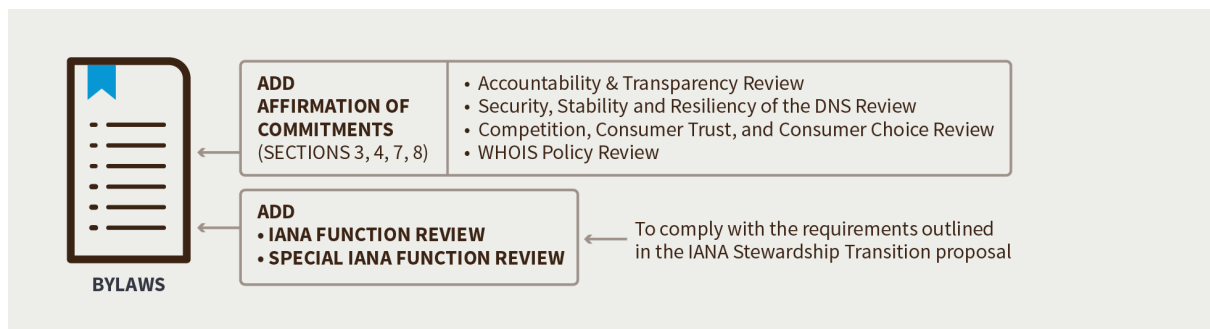 ADD
AFFIRMATION OF
COMMITMENTS
(SECTIONS 3, 4, 7, 8)
• Accountability & Transparency Review
• Security, Stability and Resiliency of the DNS Review
• Competition, Consumer Trust, and Consumer Choice Review
• WHOIS Policy Review
ADD
• IANA FUNCTION REVIEW
• SPECIAL IANA FUNCTION REVIEW
To comply with the requirements outlined
in the IANA Stewardship Transition proposal
BYLAWS